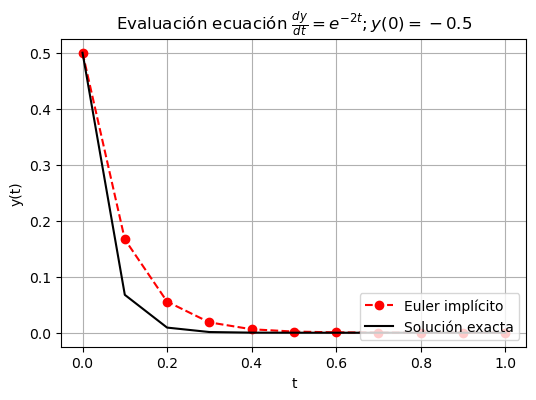 Evaluación ecuación $\frac{dy}{dt} = e^{-2t}; y(0) = -0.5$
y(t)
0.5
0.4
0.3
0.2
0.1
0.0
Euler implícito
Solución exacta
0.0 0.2 0.4 0.6 0.8 1.0
t